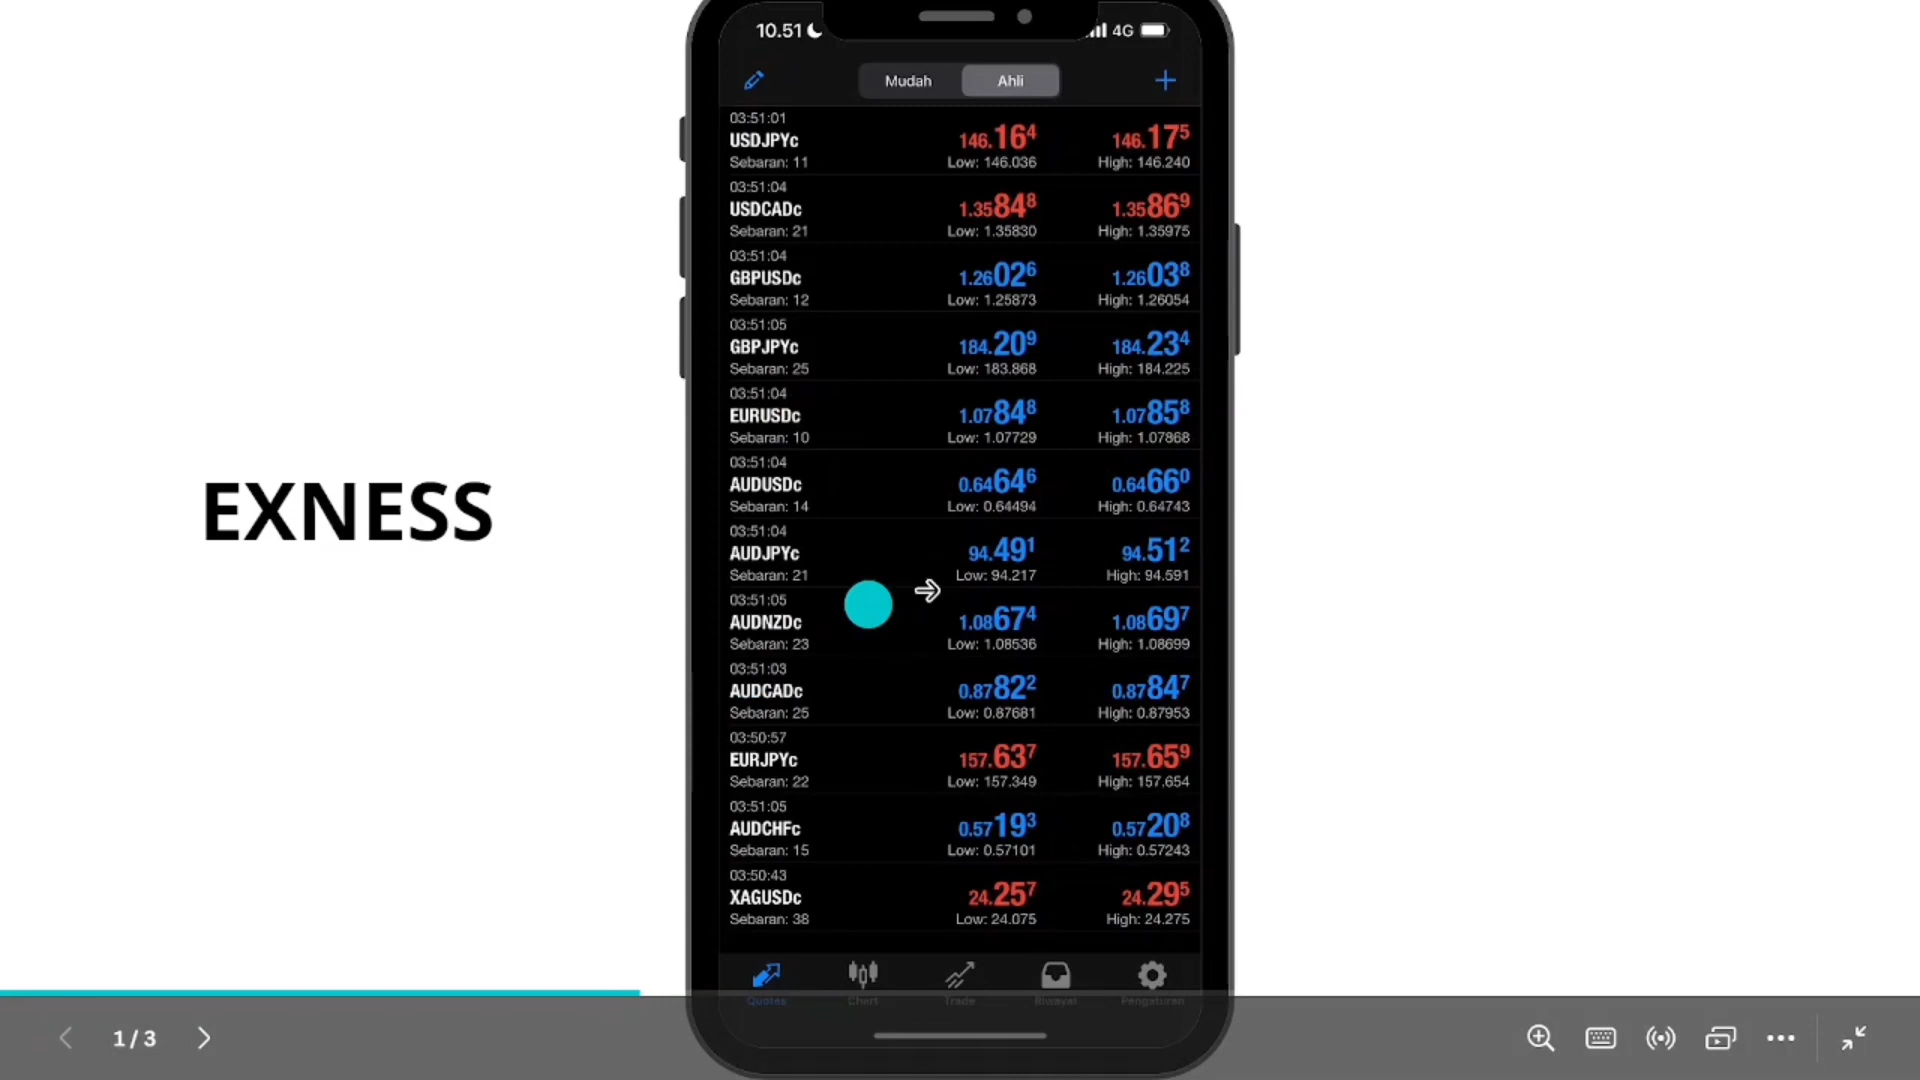 10.51
4G
Mudah
Ahli
03:51:01
USDJPYc 146.164 146.175
Sebaran: 11 Low: 146.036 High: 146.240
03:51:04
USDCADc 1.35848 1.35869
Sebaran: 21 Low: 1.35830 High: 1.35975
03:51:04
GBPUSDc 1.26026 1.26038
Sebaran: 12 Low: 1.25873 High: 1.26054
03:51:05
GBPJPYc 184.209 184.234
Sebaran: 25 Low: 183.868 High: 184.225
03:51:04
EURUSDc 1.07848 1.07858
Sebaran: 10 Low: 1.07729 High: 1.07868
03:51:04
AUDUSDc 0.64646 0.64660
Sebaran: 14 Low: 0.64494 High: 0.64743
03:51:04
AUDJPYc 94.491 94.512
Sebaran: 21 Low: 94.217 High: 94.591
03:51:05
AUDNZDc 1.08674 1.08697
Sebaran: 23 Low: 1.08536 High: 1.08699
03:51:03
AUDCADc 0.87822 0.87847
Sebaran: 25 Low: 0.87681 High: 0.87953
03:50:57
EURJPYc 157.637 157.659
Sebaran: 22 Low: 157.349 High: 157.654
03:51:05
AUDCHFc 0.57193 0.57208
Sebaran: 15 Low: 0.57101 High: 0.57243
03:50:43
XAGUSDc 24.257 24.295
Sebaran: 38 Low: 24.075 High: 24.275
Quotes Chart Trade Riwayat Pengaturan
EXNESS
1 / 3